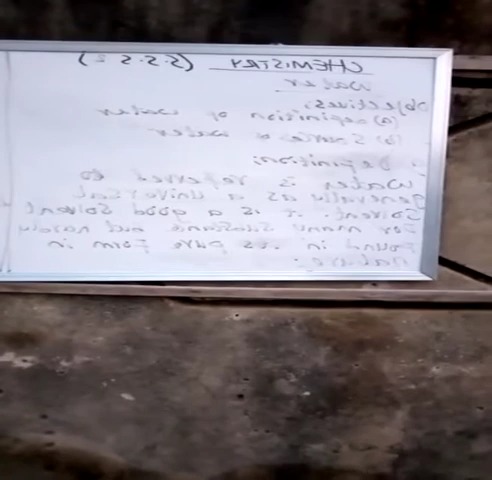 CHEMISTRY (S.S.S 2)
water
Objectives:
(a) Definition of water
(b) Sources of water
Definition:
Water is referred to
generally as a universal
Solvent. It is a good solvent
For many substance and rarely
Found in its pure form in
nature.